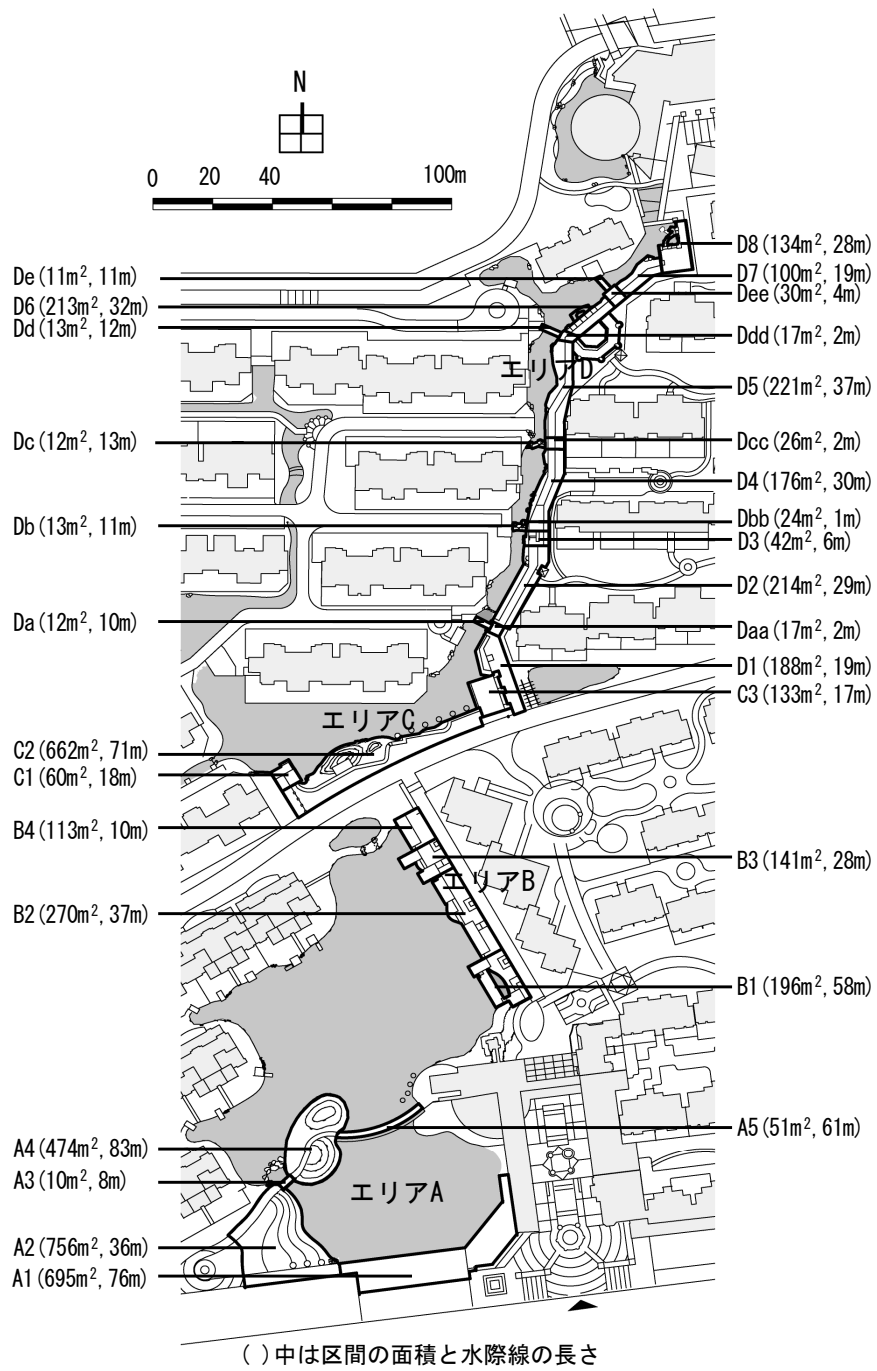 N
0 20 40 100m
De(11m², 11m)
D6(213m², 32m)
Dd(13m², 12m)
Dc(12m², 13m)
Db(13m², 11m)
Da(12m², 10m)
C2(662m², 71m)
C1(60m², 18m)
B4(113m², 10m)
B2(270m², 37m)
A4(474m², 83m)
A3(10m², 8m)
A2(756m², 36m)
A1(695m², 76m)
エリアD
エリアC
エリアB
エリアA
D8(134m², 28m)
D7(100m², 19m)
Dee(30m², 4m)
Ddd(17m², 2m)
D5(221m², 37m)
Dcc(26m², 2m)
D4(176m², 30m)
Dbb(24m², 1m)
D3(42m², 6m)
D2(214m², 29m)
Daa(17m², 2m)
D1(188m², 19m)
C3(133m², 17m)
B3(141m², 28m)
B1(196m², 58m)
A5(51m², 61m)
( )中は区間の面積と水際線の長さ